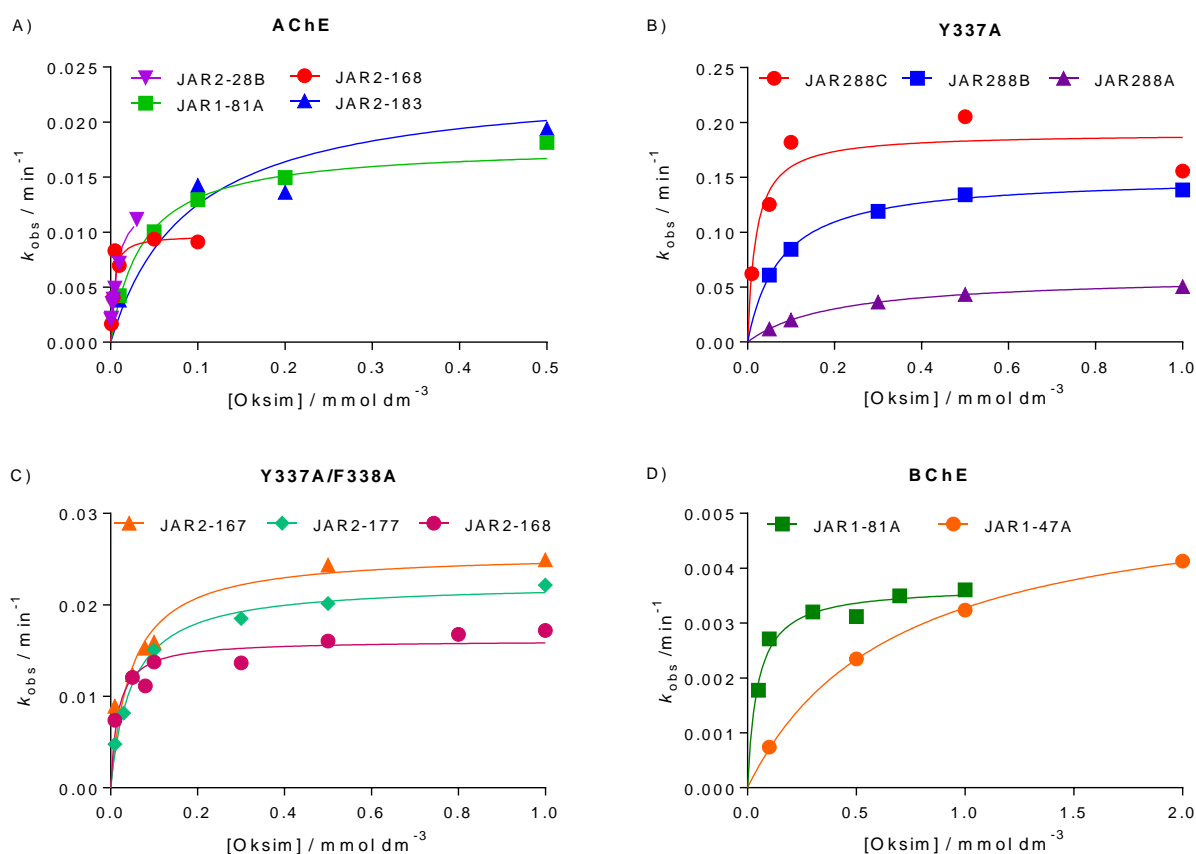 A)
AChE
JAR2-28B
JAR2-168
JAR1-81A
JAR2-183
0.025
0.020
0.015
0.010
0.005
0.000
k obs / min -1
0.0 0.1 0.2 0.3 0.4 0.5
[Oksim] / mmol dm -3
B)
Y337A
JAR288C JAR288B JAR288A
0.25
0.20
0.15
0.10
0.05
0.00
k obs / min -1
0.0 0.2 0.4 0.6 0.8 1.0
[Oksim] / mmol dm -3
C)
Y337A/F338A
JAR2-167 JAR2-177 JAR2-168
0.03
0.02
0.01
0.00
k obs / min -1
0.0 0.2 0.4 0.6 0.8 1.0
[Oksim] / mmol dm -3
D)
BChE
JAR1-81A JAR1-47A
0.005
0.004
0.003
0.002
0.001
0.000
k obs /min -1
0.0 0.5 1.0 1.5 2.0
[Oksim] / mmol dm -3